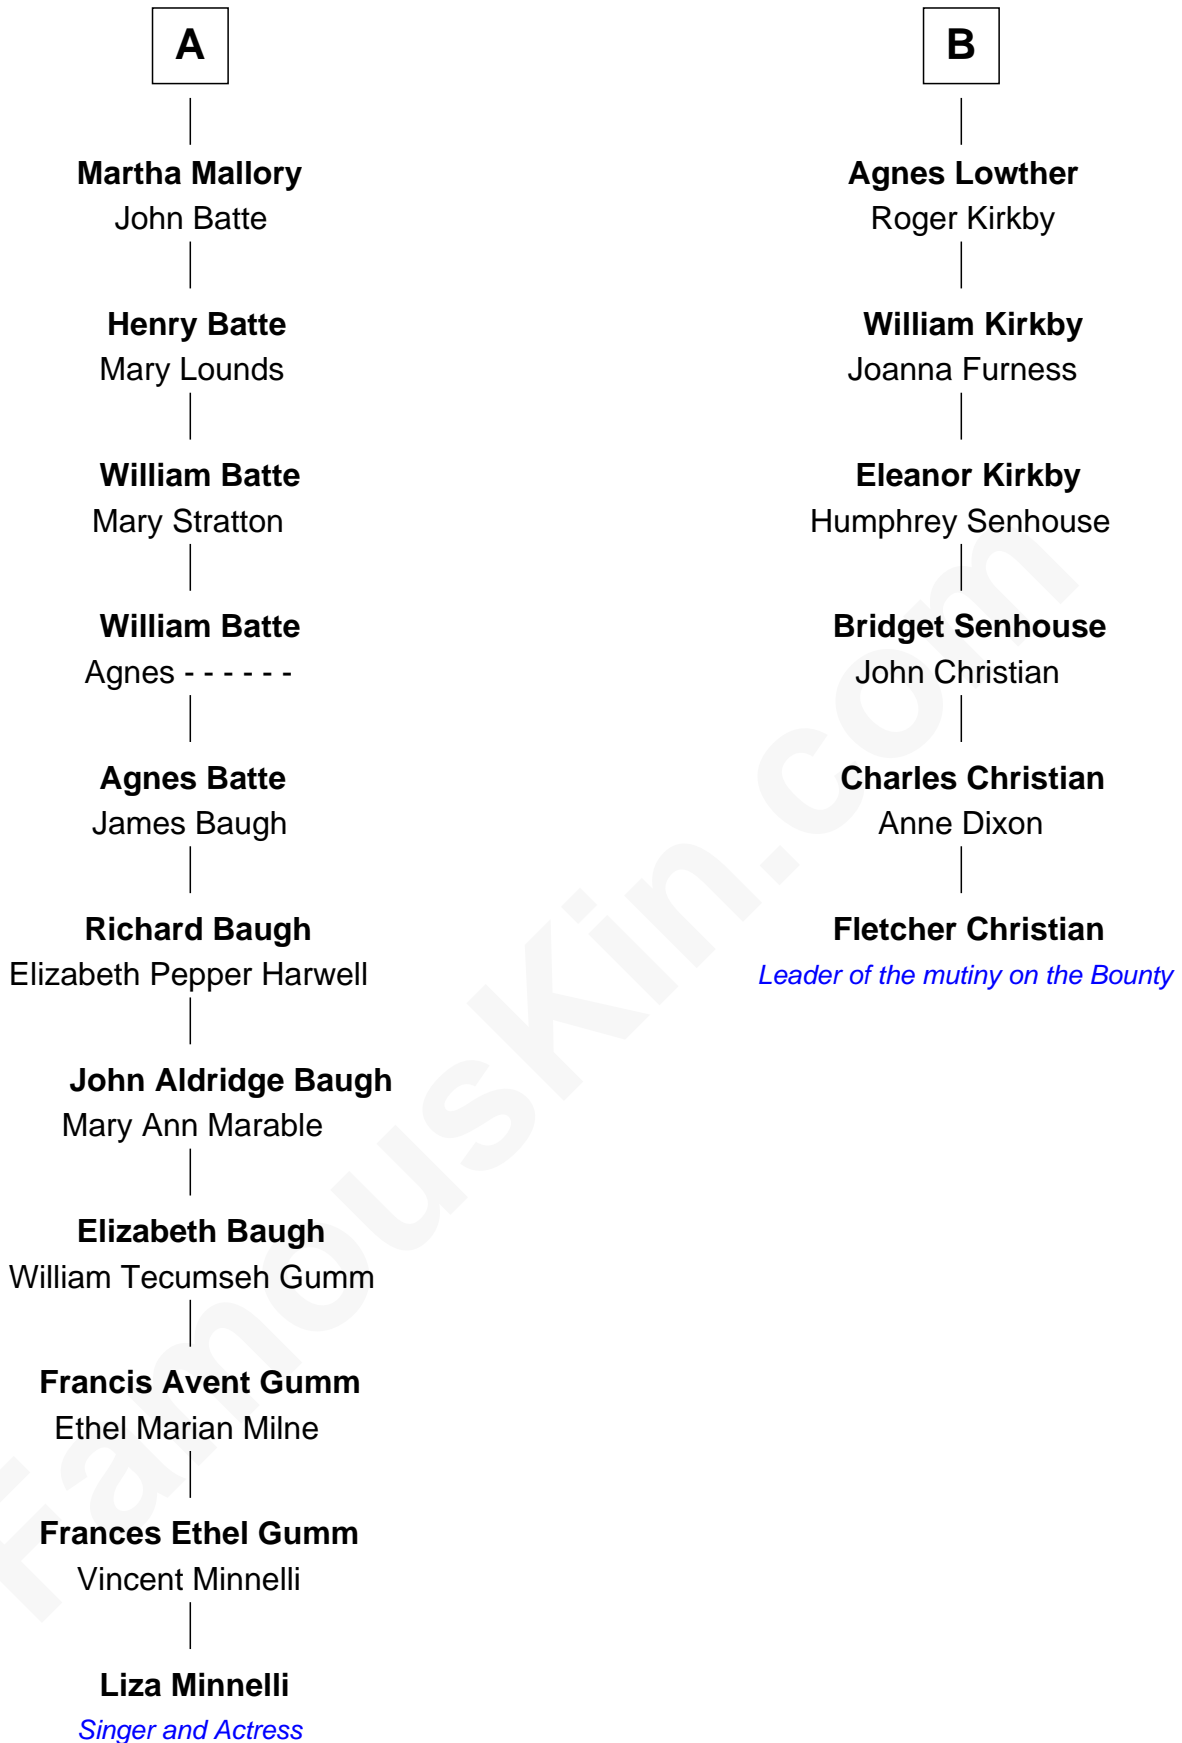 A
Martha Mallory
John Batte
Henry Batte
Mary Lounds
William Batte
Mary Stratton
William Batte
Agnes - - - - - -
Agnes Batte
James Baugh
Richard Baugh
Elizabeth Pepper Harwell
John Aldridge Baugh
Mary Ann Marable
Elizabeth Baugh
William Tecumseh Gumm
Francis Avent Gumm
Ethel Marian Milne
Frances Ethel Gumm
Vincent Minnelli
Liza Minnelli
Singer and Actress
B
Agnes Lowther
Roger Kirkby
William Kirkby
Joanna Furness
Eleanor Kirkby
Humphrey Senhouse
Bridget Senhouse
John Christian
Charles Christian
Anne Dixon
Fletcher Christian
Leader of the mutiny on the Bounty
FamousKin.com